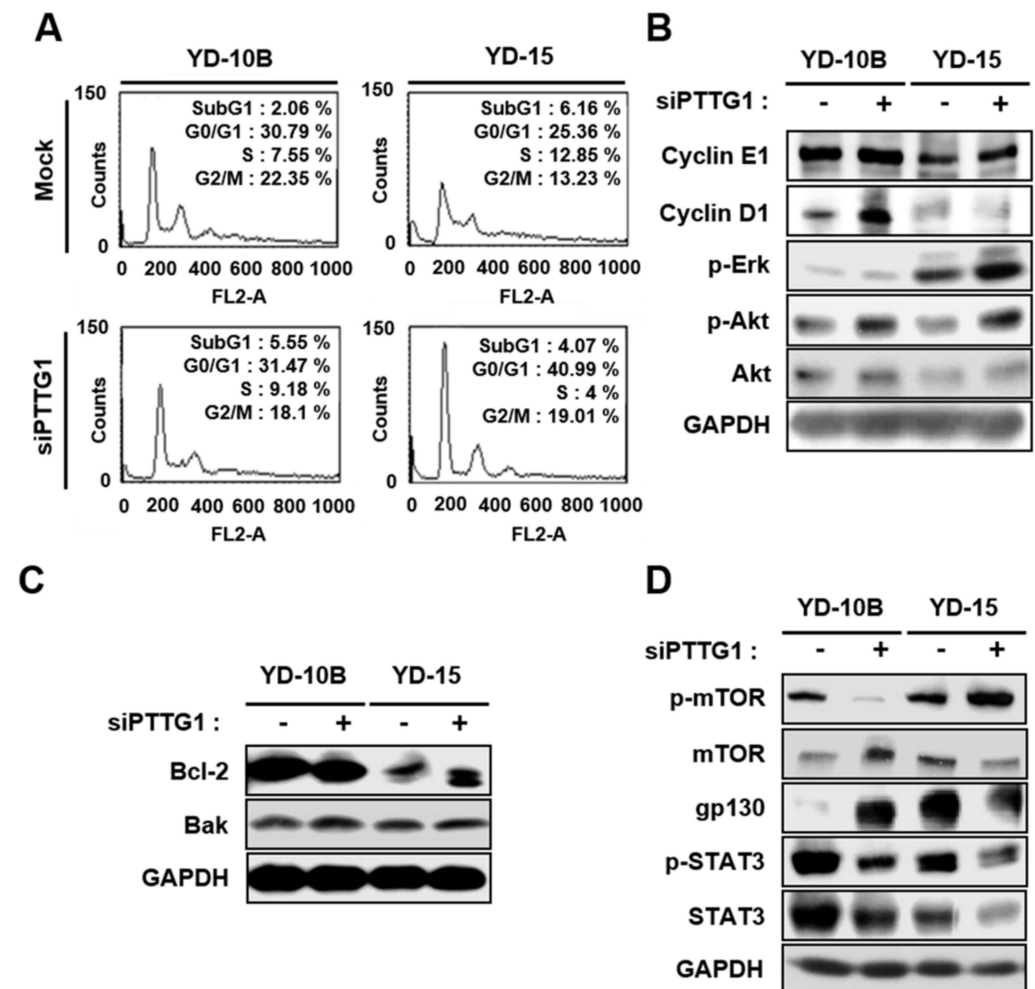 A
YD-10B
YD-15
Mock
150
SubG1 : 2.06 %
G0/G1 : 30.79 %
S : 7.55 %
G2/M : 22.35 %
Counts
0
0 200 400 600 800 1000
FL2-A
150
SubG1 : 6.16 %
G0/G1 : 25.36 %
S : 12.85 %
G2/M : 13.23 %
Counts
0
0 200 400 600 800 1000
FL2-A
siPTTG1
150
SubG1 : 5.55 %
G0/G1 : 31.47 %
S : 9.18 %
G2/M : 18.1 %
Counts
0
0 200 400 600 800 1000
FL2-A
150
SubG1 : 4.07 %
G0/G1 : 40.99 %
S : 4 %
G2/M : 19.01 %
Counts
0
0 200 400 600 800 1000
FL2-A
B
YD-10B YD-15
siPTTG1 : - + - +
Cyclin E1
Cyclin D1
p-Erk
p-Akt
Akt
GAPDH
C
YD-10B YD-15
siPTTG1 : - + - +
Bcl-2
Bak
GAPDH
D
YD-10B YD-15
siPTTG1 : - + - +
p-mTOR
mTOR
gp130
p-STAT3
STAT3
GAPDH